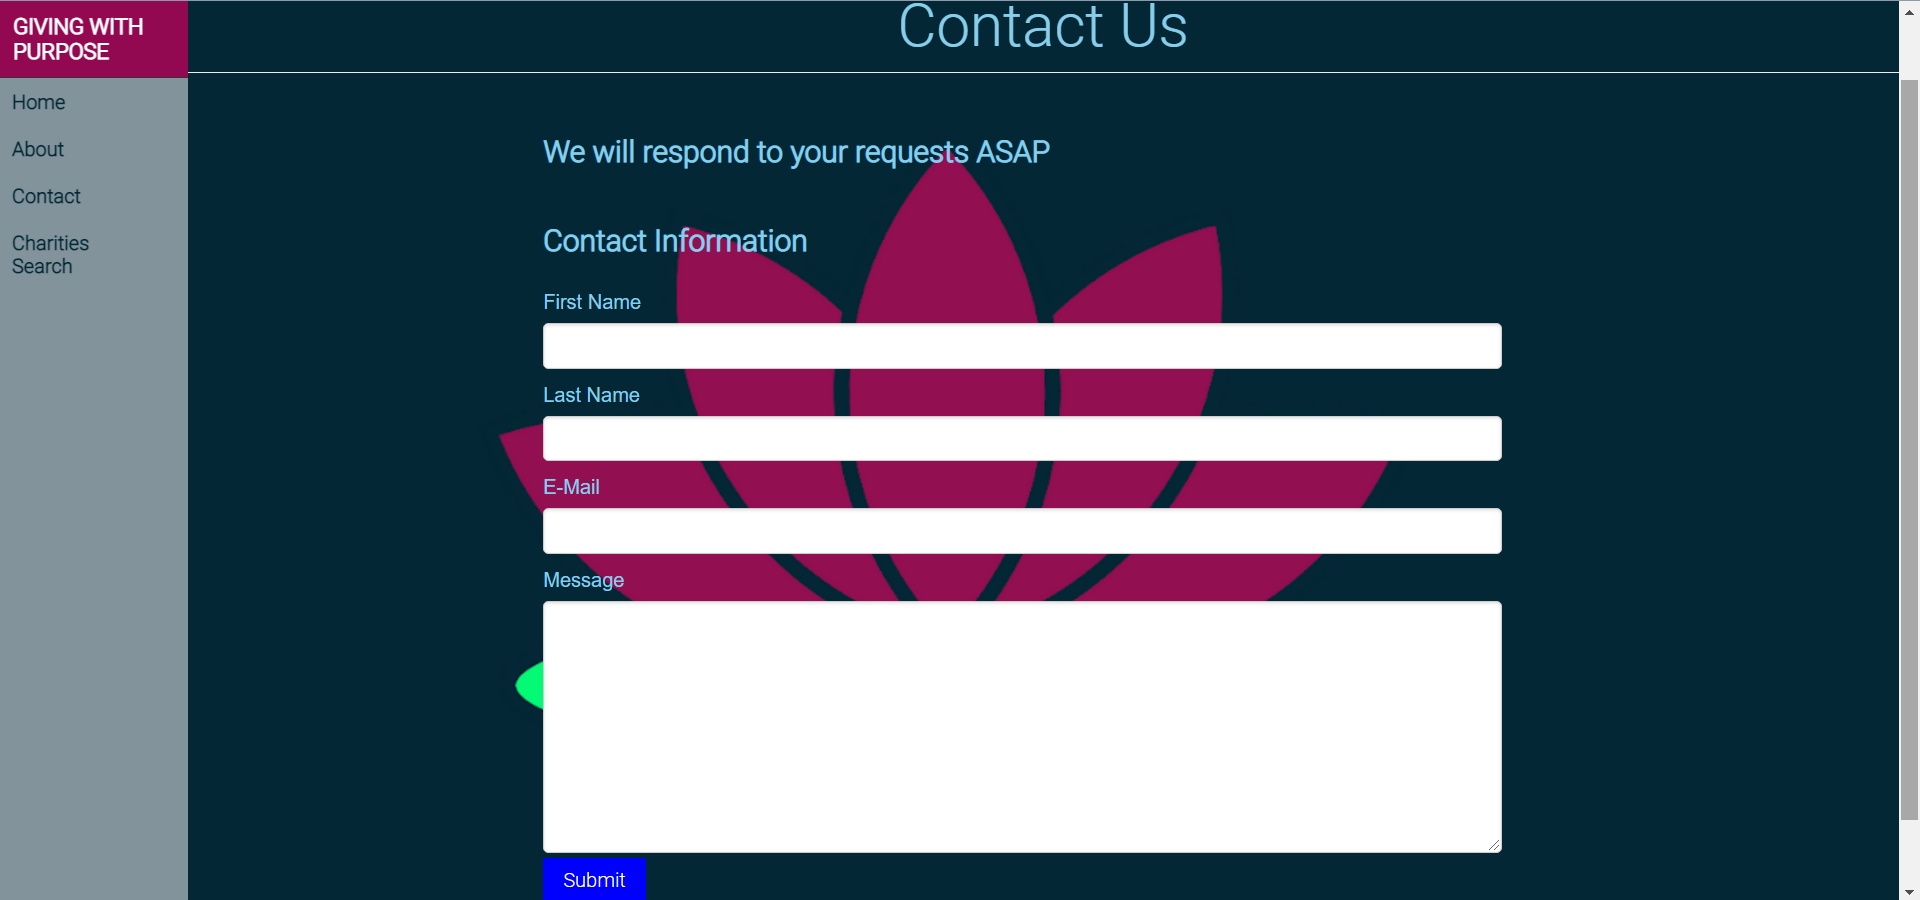 GIVING WITH
PURPOSE
Home
About
Contact
Charities
Search
Contact Us
We will respond to your requests ASAP
Contact Information
First Name
Last Name
E-Mail
Message
Submit